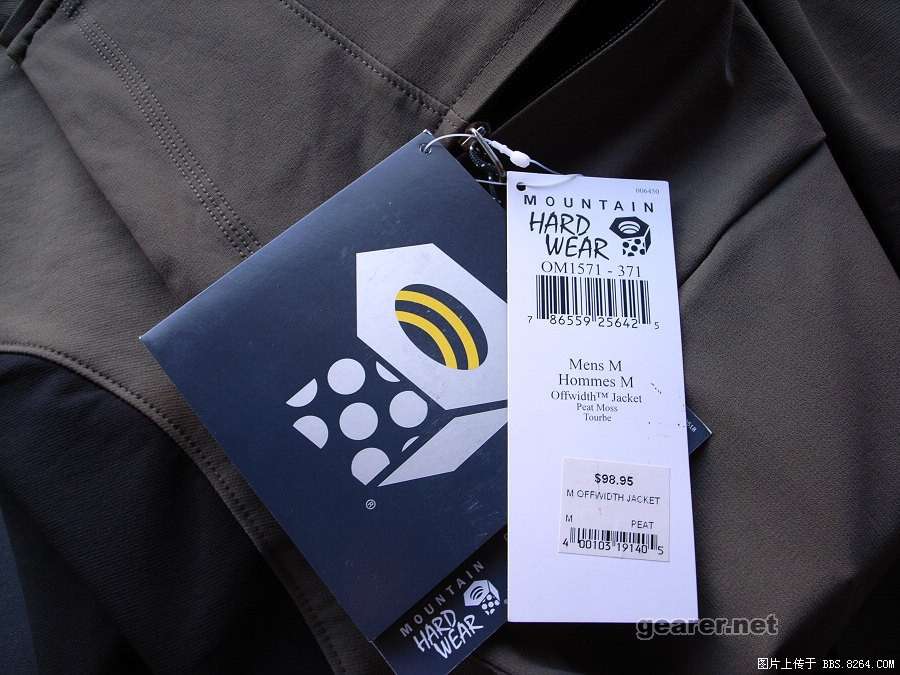 006450
MOUNTAIN
HARD
WEAR
OM1571 - 371
7 86559 25642 5
Mens M
Hommes M
Offwidth™ Jacket
Peat Moss
Tourbe
$98.95
M OFFWIDTH JACKET
M PEAT
4 00103 19140 5
®
MOUNTAIN
HARD
WEAR
gearer.net
图片上传于 BBS.8264.COM